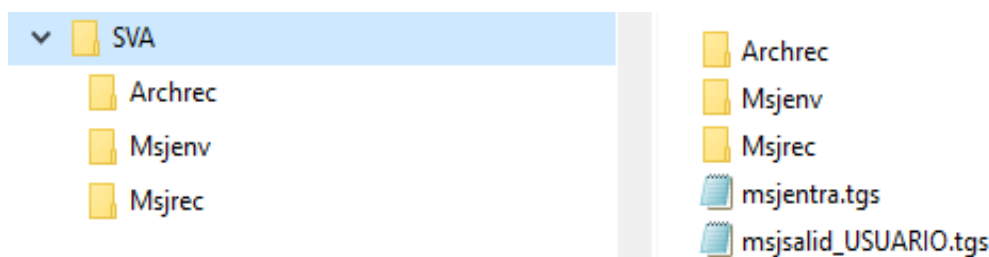 SVA
Archrec
Msjenv
Msjrec
Archrec
Msjenv
Msjrec
msjentra.tgs
msjsalid_USUARIO.tgs